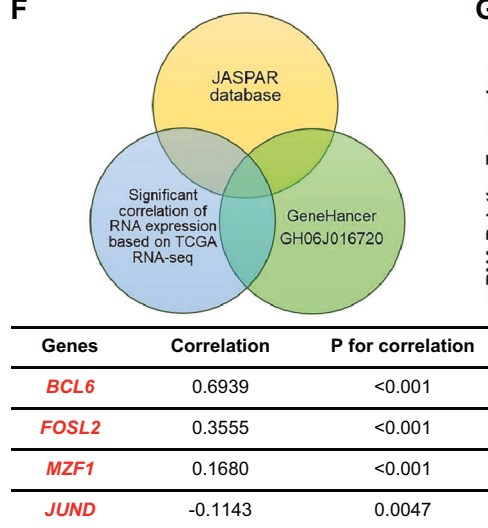 F
JASPAR
database
Significant
correlation of
RNA expression
based on TCGA
RNA-seq
GeneHancer
GH06J016720
Genes Correlation P for correlation
BCL6 0.6939 <0.001
FOSL2 0.3555 <0.001
MZF1 0.1680 <0.001
JUND -0.1143 0.0047